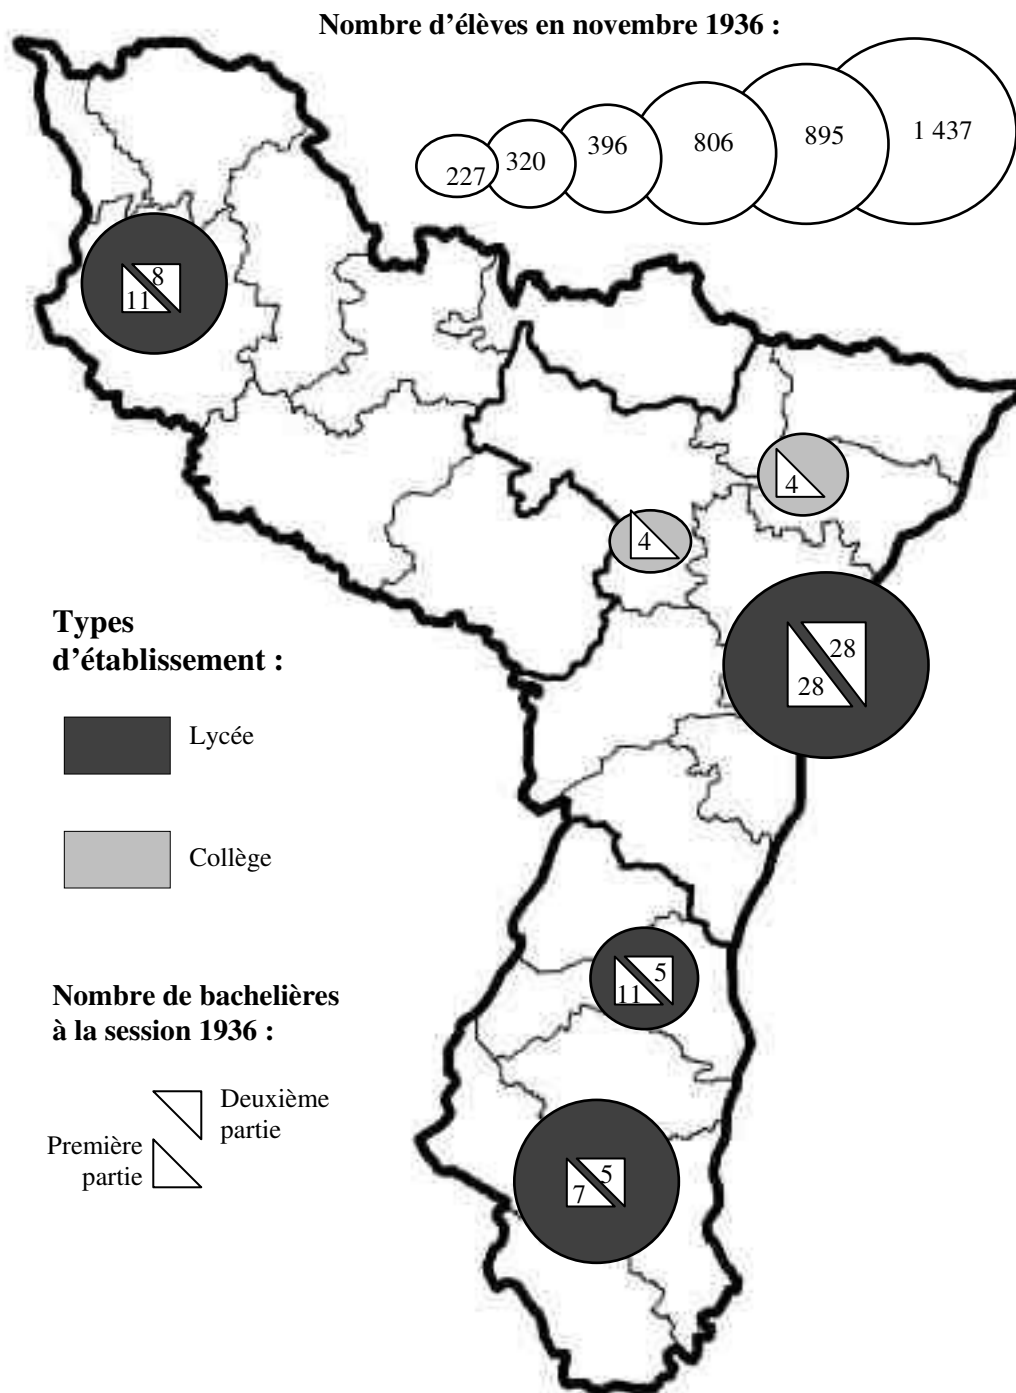 Nombre d’élèves en novembre 1936 :
227
320
396
806
895
1 437
8
11
4
4
28
28
Types
d’établissement :
Lycée
Collège
5
11
Nombre de bachelières
à la session 1936 :
Deuxième
partie
Première
partie
5
7